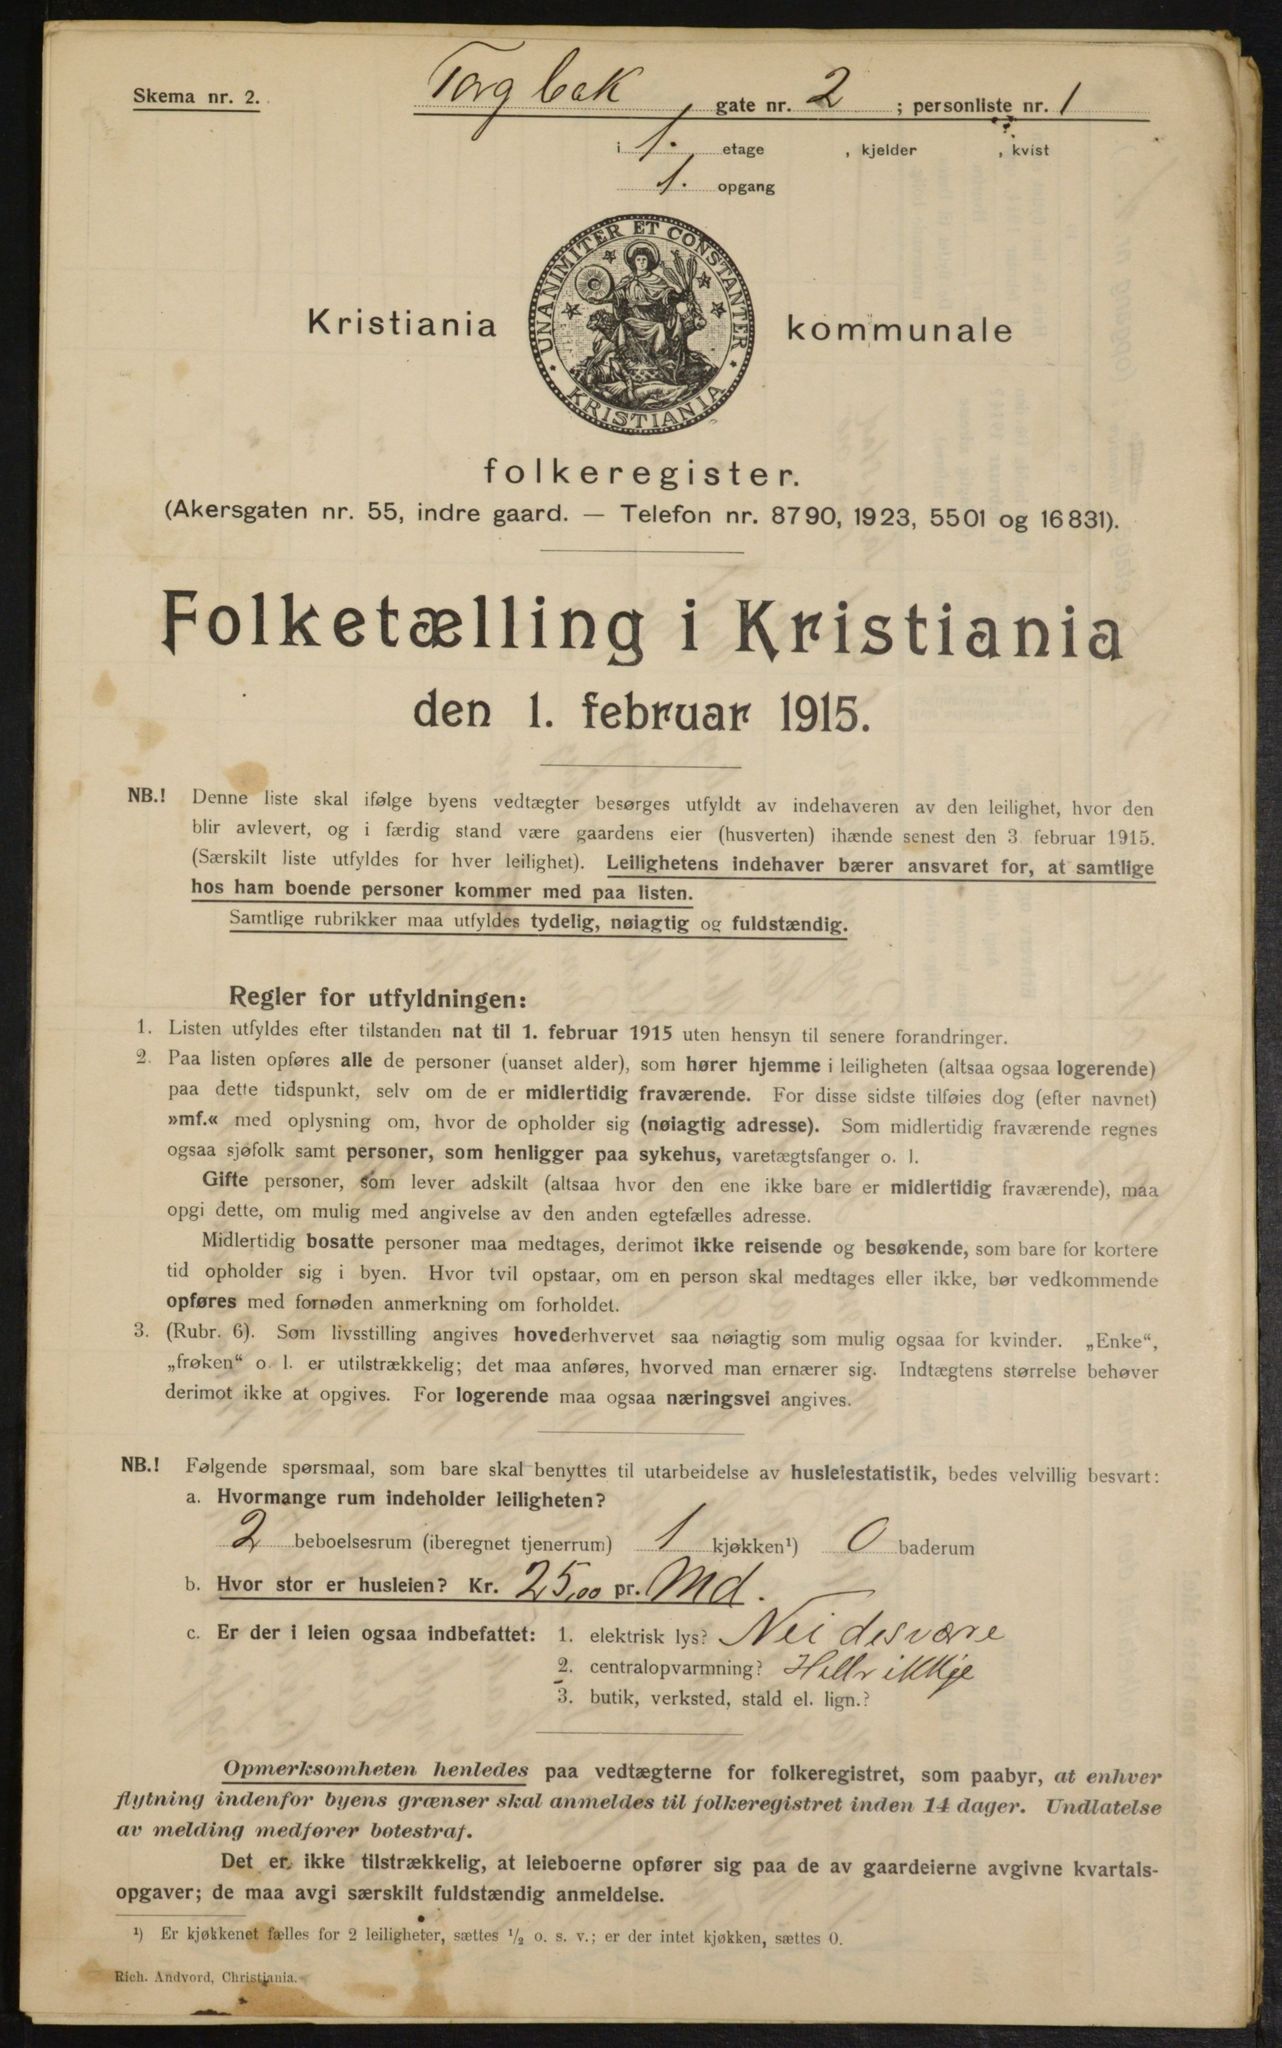 Skema nr. 2.
Torgbak gate nr. 2 ; personliste nr. 1
i 1. etage , kjelder , kvist
1. opgang
UNANIMITER ET CONSTANTER
KRISTIANIA
Kristiania kommunale
folkeregister.
(Akersgaten nr. 55, indre gaard. — Telefon nr. 8790, 1923, 5501 og 16831).
Folketælling i Kristiania
den 1. februar 1915.
NB.! Denne liste skal ifølge byens vedtægter besørges utfyldt av indehaveren av den leilighet, hvor den
blir avlevert, og i færdig stand være gaardens eier (husverten) ihænde senest den 3. februar 1915.
(Særskilt liste utfyldes for hver leilighet). Leilighetens indehaver bærer ansvaret for, at samtlige
hos ham boende personer kommer med paa listen.
Samtlige rubrikker maa utfyldes tydelig, nøiagtig og fuldstændig.
Regler for utfyldningen:
1. Listen utfyldes efter tilstanden nat til 1. februar 1915 uten hensyn til senere forandringer.
2. Paa listen opføres alle de personer (uanset alder), som hører hjemme i leiligheten (altsaa ogsaa logerende)
paa dette tidspunkt, selv om de er midlertidig fraværende. For disse sidste tilføies dog (efter navnet)
»mf.« med oplysning om, hvor de opholder sig (nøiagtig adresse). Som midlertidig fraværende regnes
ogsaa sjøfolk samt personer, som henligger paa sykehus, varetægtsfanger o. l.
Gifte personer, som lever adskilt (altsaa hvor den ene ikke bare er midlertidig fraværende), maa
opgi dette, om mulig med angivelse av den anden egtefælles adresse.
Midlertidig bosatte personer maa medtages, derimot ikke reisende og besøkende, som bare for kortere
tid opholder sig i byen. Hvor tvil opstaar, om en person skal medtages eller ikke, bør vedkommende
opføres med fornøden anmerkning om forholdet.
3. (Rubr. 6). Som livsstilling angives hovederhvervet saa nøiagtig som mulig ogsaa for kvinder. „Enke“,
„frøken“ o. l. er utilstrækkelig; det maa anføres, hvorved man ernærer sig. Indtægtens størrelse behøver
derimot ikke at opgives. For logerende maa ogsaa næringsvei angives.
NB.! Følgende spørsmaal, som bare skal benyttes til utarbeidelse av husleiestatistik, bedes velvillig besvart:
a. Hvormange rum indeholder leiligheten?
2 beboelsesrum (iberegnet tjenerrum) 1 kjøkken¹) 0 baderum
b. Hvor stor er husleien? Kr. 25,00 pr. Md.
c. Er der i leien ogsaa indbefattet: 1. elektrisk lys? Nei desværre
2. centralopvarmning? Hellr ikkje
3. butik, verksted, stald el. lign.?
Opmerksomheten henledes paa vedtægterne for folkeregistret, som paabyr, at enhver
flytning indenfor byens grænser skal anmeldes til folkeregistret inden 14 dager. Undlatelse
av melding medfører botestraf.
Det er ikke tilstrækkelig, at leieboerne opfører sig paa de av gaardeierne avgivne kvartals-
opgaver; de maa avgi særskilt fuldstændig anmeldelse.
¹) Er kjøkkenet fælles for 2 leiligheter, sættes ½ o. s. v.; er der intet kjøkken, sættes 0.
Rich. Andvord, Christiania.